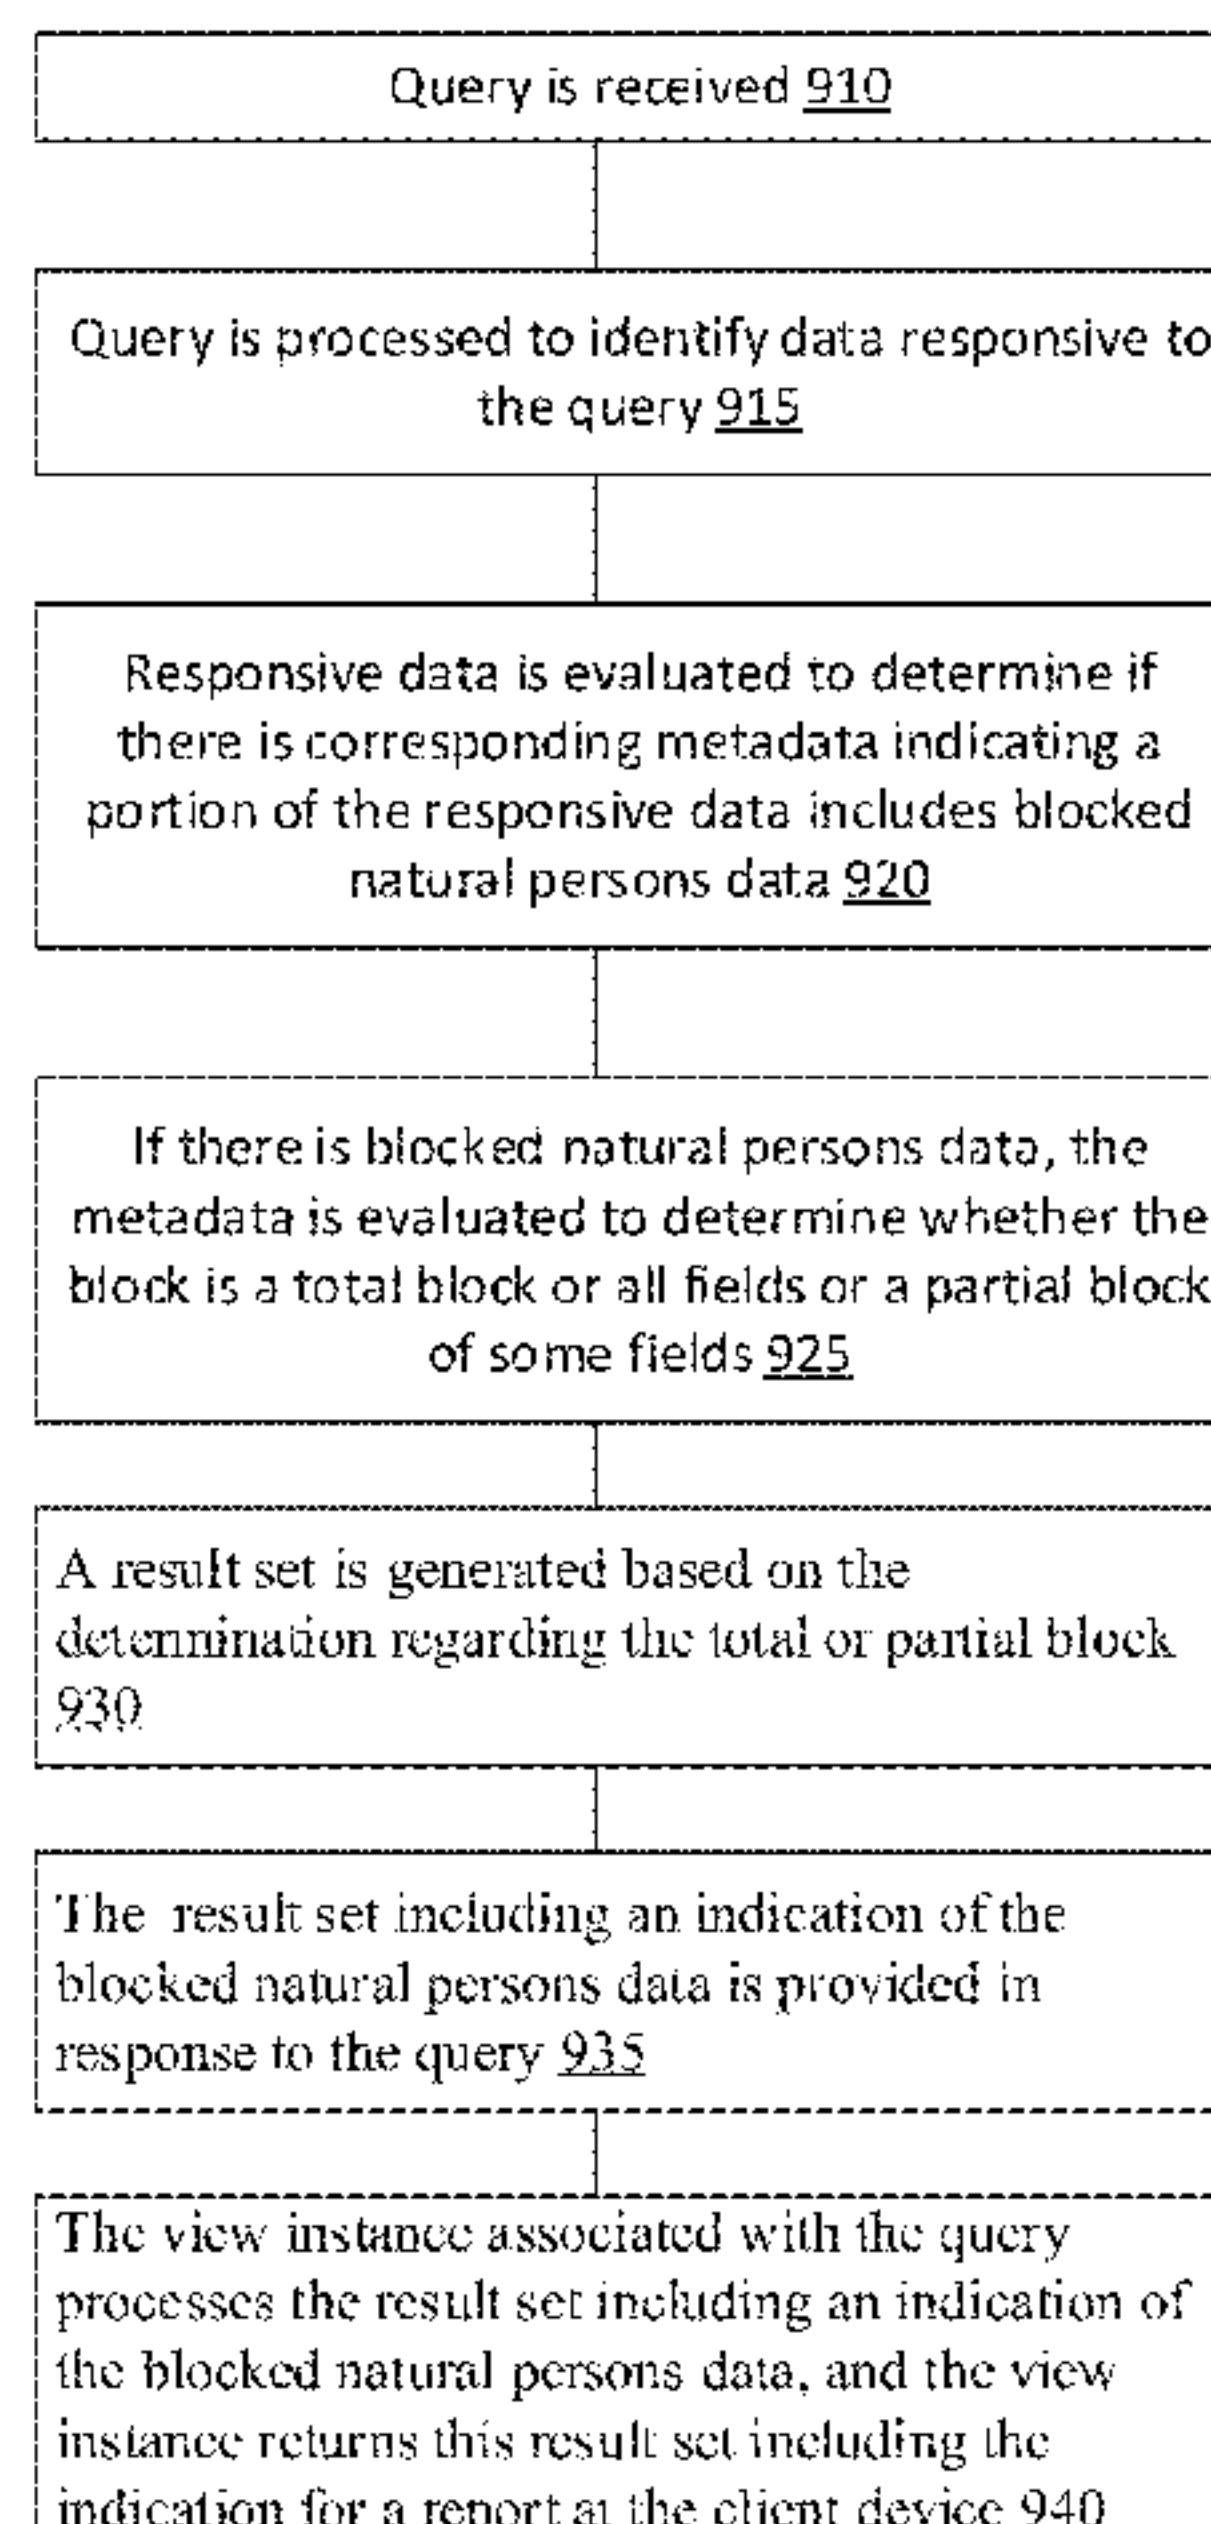 Query is received 910
Query is processed to identify data responsive to
the query 915
Responsive data is evaluated to determine if
there is corresponding metadata indicating a
portion of the responsive data includes blocked
natural persons data 920
If there is blocked natural persons data, the
metadata is evaluated to determine whether the
block is a total block or all fields or a partial block
of some fields 925
A result set is generated based on the
determination regarding the total or partial block
930
The result set including an indication of the
blocked natural persons data is provided in
response to the query 935
The view instance associated with the query
processes the result set including an indication of
the blocked natural persons data, and the view
instance returns this result set including the
indication for a report at the client device 940